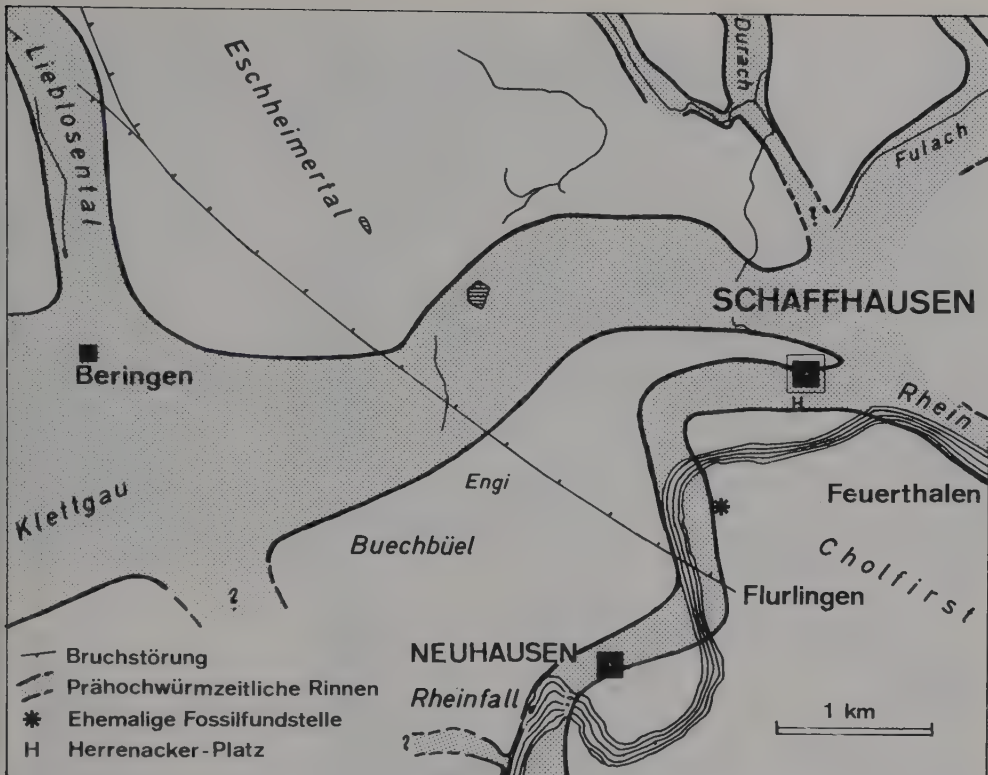 Lieblosental
Eschheimertal
Durach
Fulach
?
SCHAFFHAUSEN
Beringen
H
Rhein
Engi
Feuerthalen
Klettgau
Buechbüel
Cholfirst
?
Flurlingen
NEUHAUSEN
Rheinfall
?
1 km
Bruchstörung
Prähochwürmzeitliche Rinnen
Ehemalige Fossilfundstelle
H Herrenacker-Platz